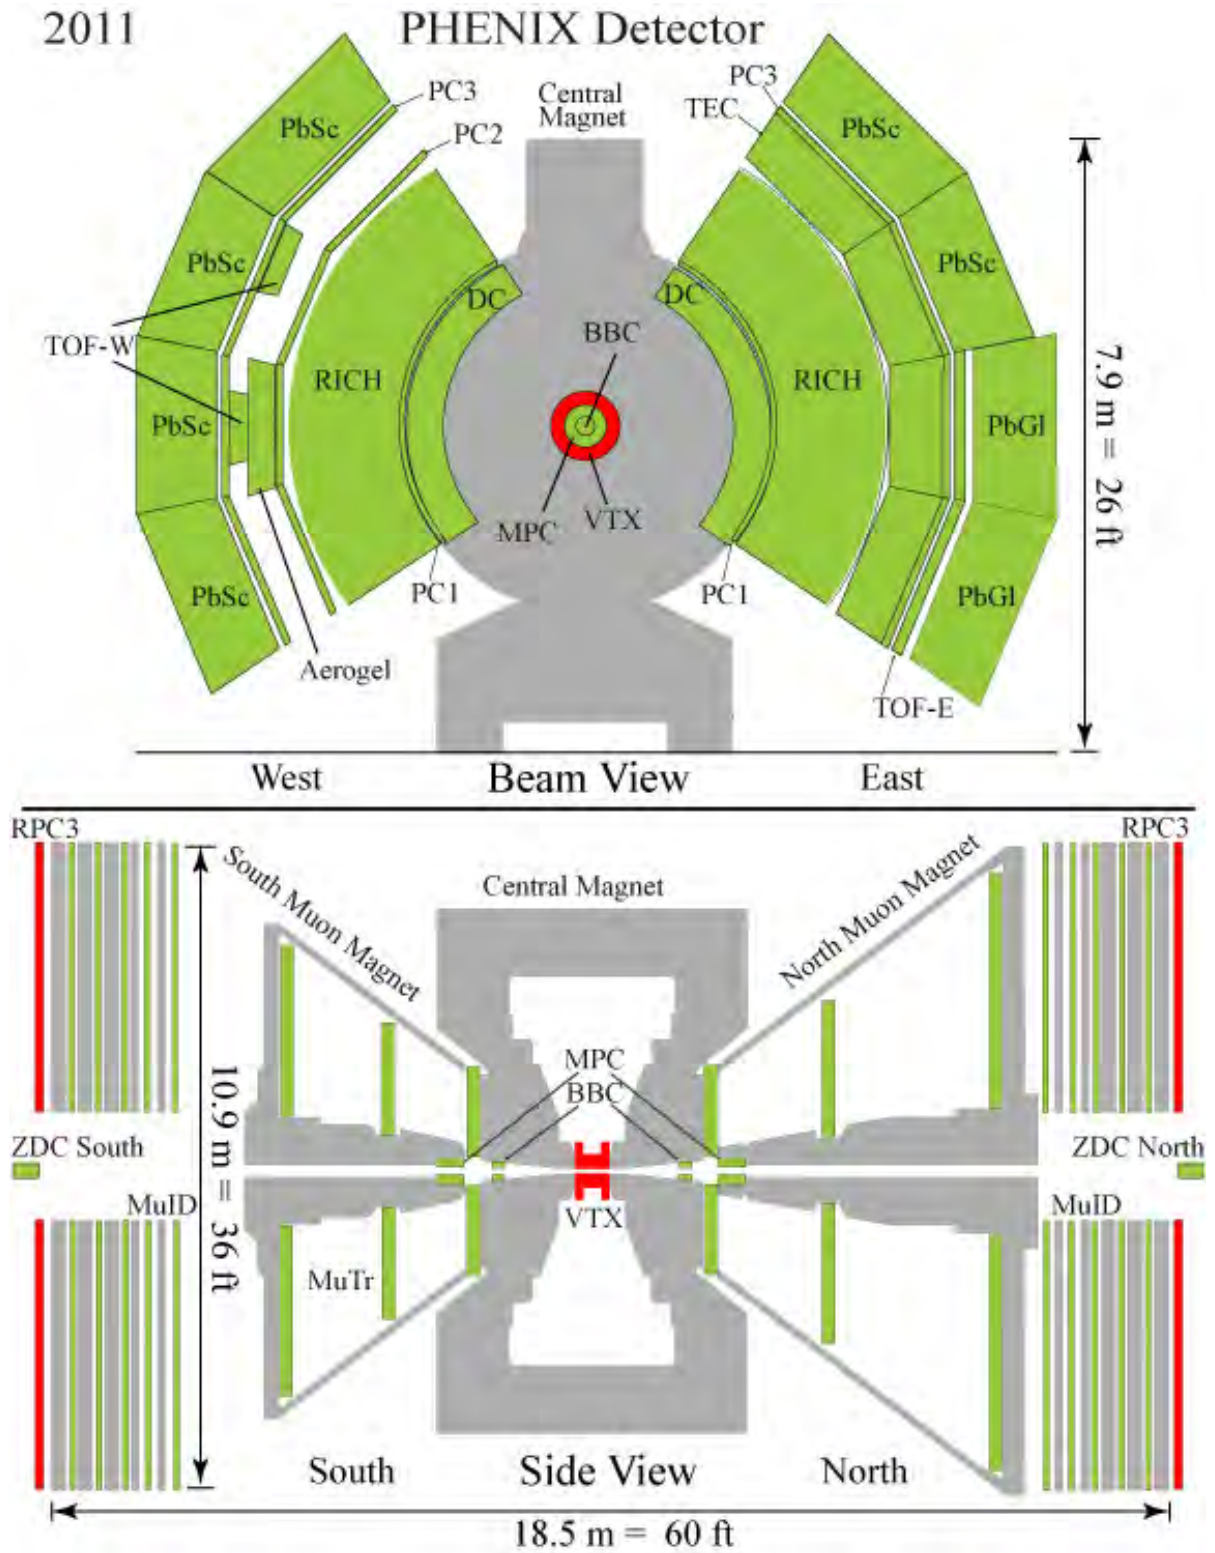 2011
PHENIX Detector
Central
Magnet
PC3
PC2
PbSc
PC3
TEC
PbSc
PbSc
PbSc
TOF-W
DC
DC
BBC
RICH
RICH
PbSc
PbGl
MPC
VTX
PC1
PC1
PbSc
PbGl
Aerogel
TOF-E
7.9 m = 26 ft
West
Beam View
East
RPC3
RPC3
South Muon Magnet
Central Magnet
North Muon Magnet
MPC
BBC
ZDC South
ZDC North
MuID
MuID
VTX
MuTr
10.9 m = 36 ft
South
Side View
North
18.5 m = 60 ft